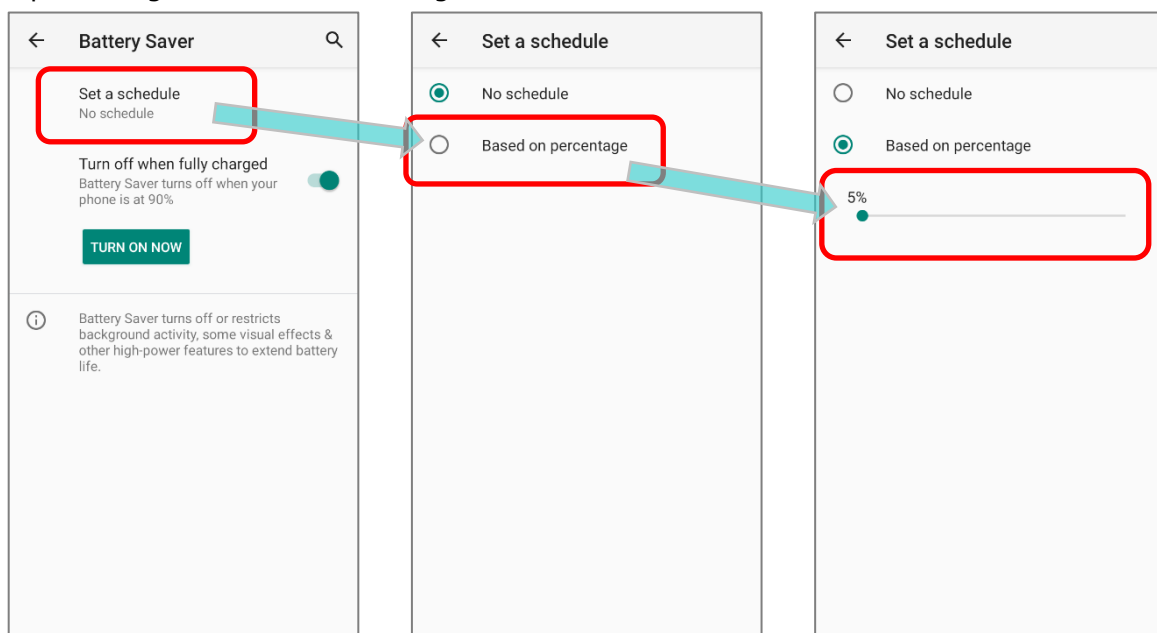 Battery Saver
Set a schedule
No schedule
Turn off when fully charged
Battery Saver turns off when your
phone is at 90%
TURN ON NOW
Battery Saver turns off or restricts
background activity, some visual effects &
other high-power features to extend battery
life.
Set a schedule
No schedule
Based on percentage
Set a schedule
No schedule
Based on percentage
5%